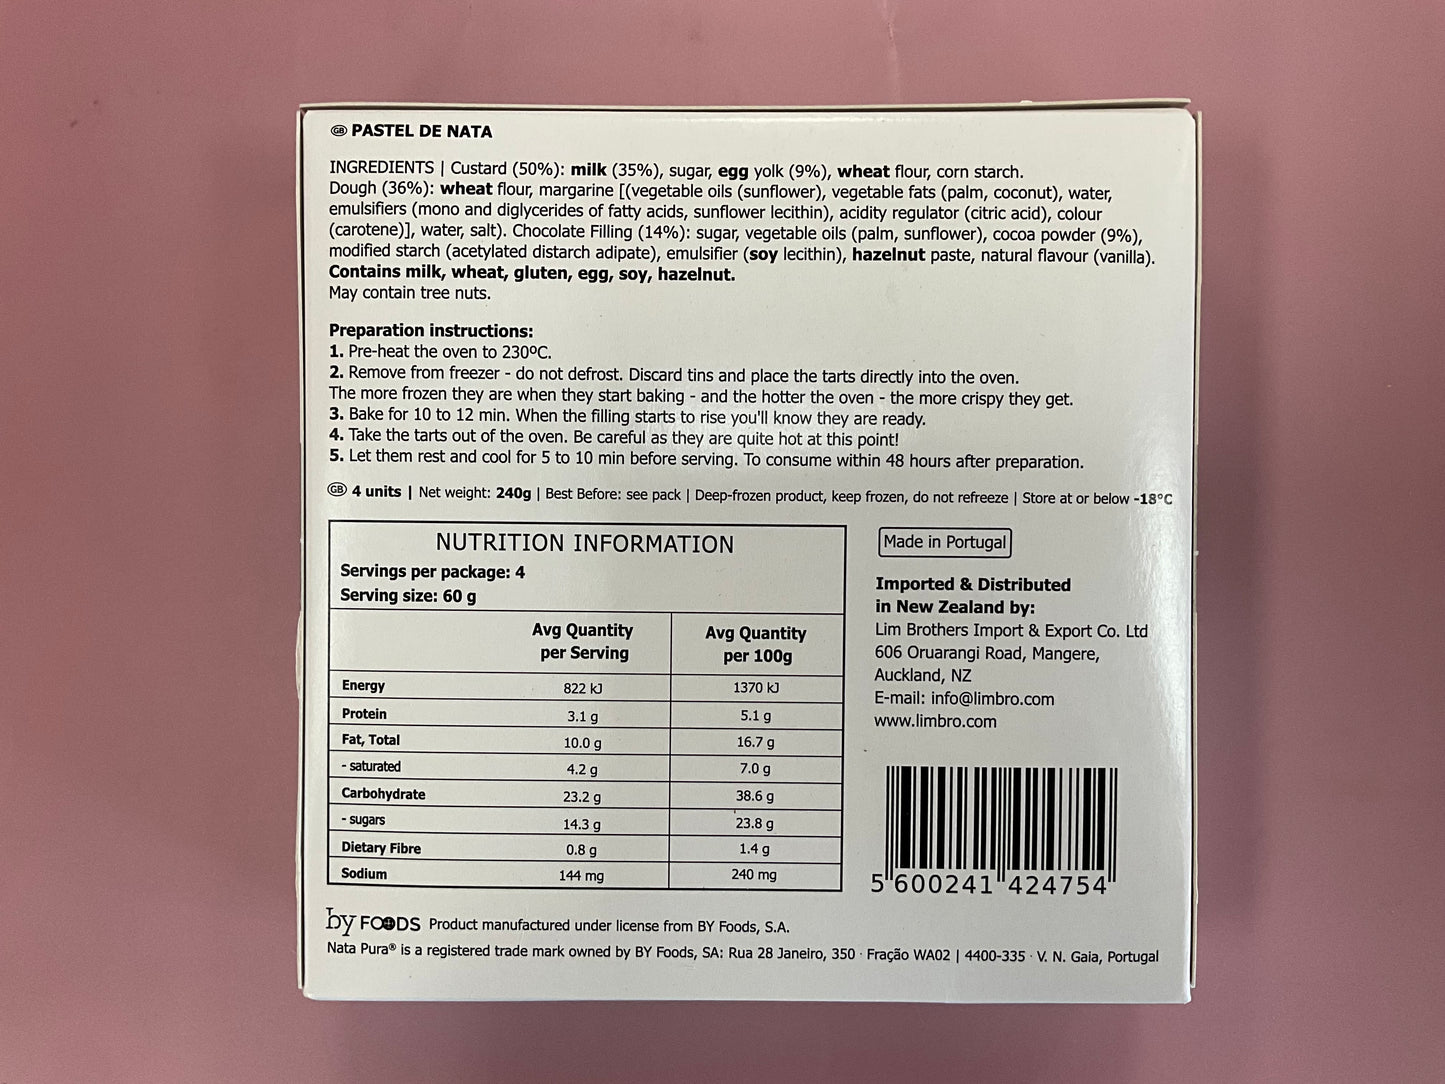 GB PASTEL DE NATA
INGREDIENTS | Custard (50%): milk (35%), sugar, egg yolk (9%), wheat flour, corn starch.
Dough (36%): wheat flour, margarine [(vegetable oils (sunflower), vegetable fats (palm, coconut), water,
emulsifiers (mono and diglycerides of fatty acids, sunflower lecithin), acidity regulator (citric acid), colour
(carotene)], water, salt). Chocolate Filling (14%): sugar, vegetable oils (palm, sunflower), cocoa powder (9%),
modified starch (acetylated distarch adipate), emulsifier (soy lecithin), hazelnut paste, natural flavour (vanilla).
Contains milk, wheat, gluten, egg, soy, hazelnut.
May contain tree nuts.
Preparation instructions:
1. Pre-heat the oven to 230ºC.
2. Remove from freezer - do not defrost. Discard tins and place the tarts directly into the oven.
The more frozen they are when they start baking - and the hotter the oven - the more crispy they get.
3. Bake for 10 to 12 min. When the filling starts to rise you'll know they are ready.
4. Take the tarts out of the oven. Be careful as they are quite hot at this point!
5. Let them rest and cool for 5 to 10 min before serving. To consume within 48 hours after preparation.
GB 4 units | Net weight: 240g | Best Before: see pack | Deep-frozen product, keep frozen, do not refreeze | Store at or below -18°C
NUTRITION INFORMATION
Servings per package: 4
Serving size: 60 g
Avg Quantity per Serving Avg Quantity per 100g
Energy 822 kJ 1370 kJ
Protein 3.1 g 5.1 g
Fat, Total 10.0 g 16.7 g
- saturated 4.2 g 7.0 g
Carbohydrate 23.2 g 38.6 g
- sugars 14.3 g 23.8 g
Dietary Fibre 0.8 g 1.4 g
Sodium 144 mg 240 mg
Made in Portugal
Imported & Distributed
in New Zealand by:
Lim Brothers Import & Export Co. Ltd
606 Oruarangi Road, Mangere,
Auckland, NZ
E-mail: info@limbro.com
www.limbro.com
5 600241 424754
by FOODS Product manufactured under license from BY Foods, S.A.
Nata Pura® is a registered trade mark owned by BY Foods, SA: Rua 28 Janeiro, 350 · Fração WA02 | 4400-335 · V. N. Gaia, Portugal